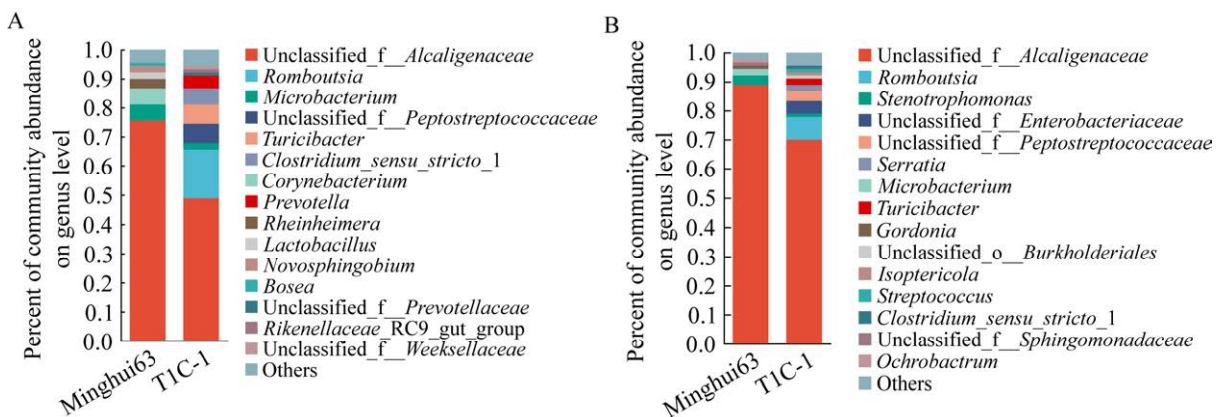 A
Percent of community abundance
on genus level
1.0
0.9
0.8
0.7
0.6
0.5
0.4
0.3
0.2
0.1
0.0
Minghui63
T1C-1
Unclassified_f__Alcaligenaceae
Romboutsia
Microbacterium
Unclassified_f__Peptostreptococcaceae
Turicibacter
Clostridium_sensu_stricto_1
Corynebacterium
Prevotella
Rheinheimera
Lactobacillus
Novosphingobium
Bosea
Unclassified_f__Prevotellaceae
Rikenellaceae_RC9_gut_group
Unclassified_f__Weeksellaceae
Others
B
Percent of community abundance
on genus level
1.0
0.9
0.8
0.7
0.6
0.5
0.4
0.3
0.2
0.1
0.0
Minghui63
T1C-1
Unclassified_f__Alcaligenaceae
Romboutsia
Stenotrophomonas
Unclassified_f__Enterobacteriaceae
Unclassified_f__Peptostreptococcaceae
Serratia
Microbacterium
Turicibacter
Gordonia
Unclassified_o__Burkholderiales
Isoptericola
Streptococcus
Clostridium_sensu_stricto_1
Unclassified_f__Sphingomonadaceae
Ochrobactrum
Others